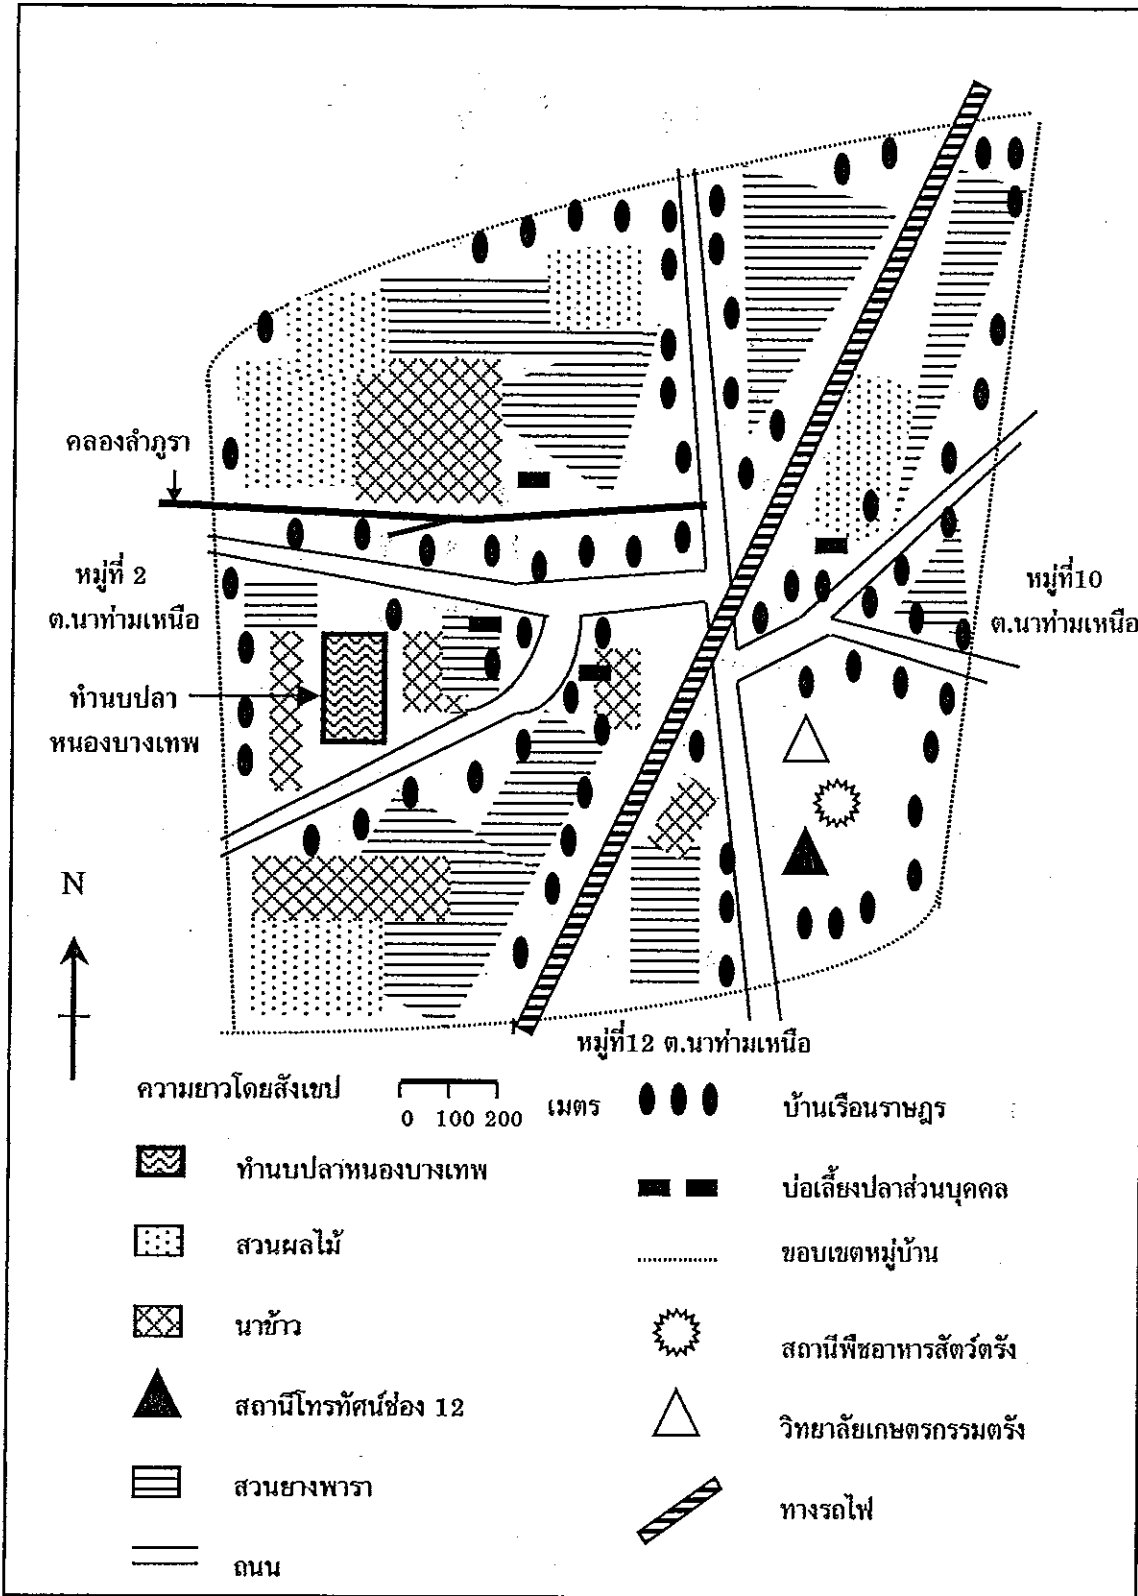 คลองลำภูรา
หมู่ที่ 2
ต.นาท่ามเหนือ
หมู่ที่10
ต.นาท่ามเหนือ
ทำนบปลา
หนองบางเทพ
N
หมู่ที่12 ต.นาท่ามเหนือ
ความยาวโดยสังเขป
0 100 200
เมตร
บ้านเรือนราษฎร
ทำนบปลาหนองบางเทพ
บ่อเลี้ยงปลาส่วนบุคคล
สวนผลไม้
ขอบเขตหมู่บ้าน
นาข้าว
สถานีพืชอาหารสัตว์ตรัง
สถานีโทรทัศน์ช่อง 12
วิทยาลัยเกษตรกรรมตรัง
สวนยางพารา
ทางรถไฟ
ถนน